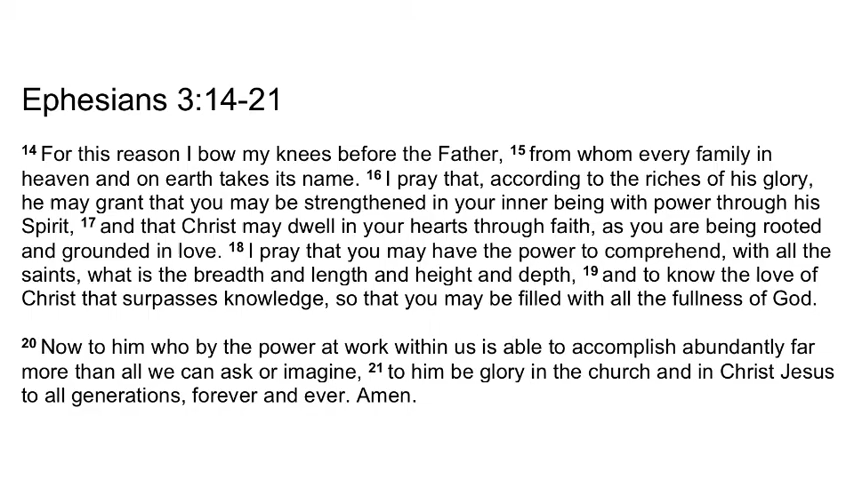 Ephesians 3:14-21
14 For this reason I bow my knees before the Father, 15 from whom every family in
heaven and on earth takes its name. 16 I pray that, according to the riches of his glory,
he may grant that you may be strengthened in your inner being with power through his
Spirit, 17 and that Christ may dwell in your hearts through faith, as you are being rooted
and grounded in love. 18 I pray that you may have the power to comprehend, with all the
saints, what is the breadth and length and height and depth, 19 and to know the love of
Christ that surpasses knowledge, so that you may be filled with all the fullness of God.
20 Now to him who by the power at work within us is able to accomplish abundantly far
more than all we can ask or imagine, 21 to him be glory in the church and in Christ Jesus
to all generations, forever and ever. Amen.